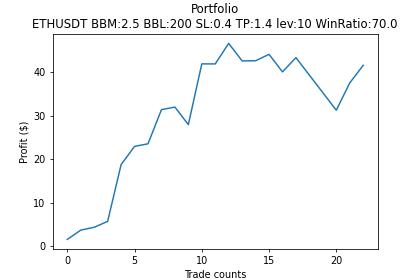 Portfolio
ETHUSDT BBM:2.5 BBL:200 SL:0.4 TP:1.4 lev:10 WinRatio:70.0
Profit ($)
40
30
20
10
0
0 5 10 15 20
Trade counts